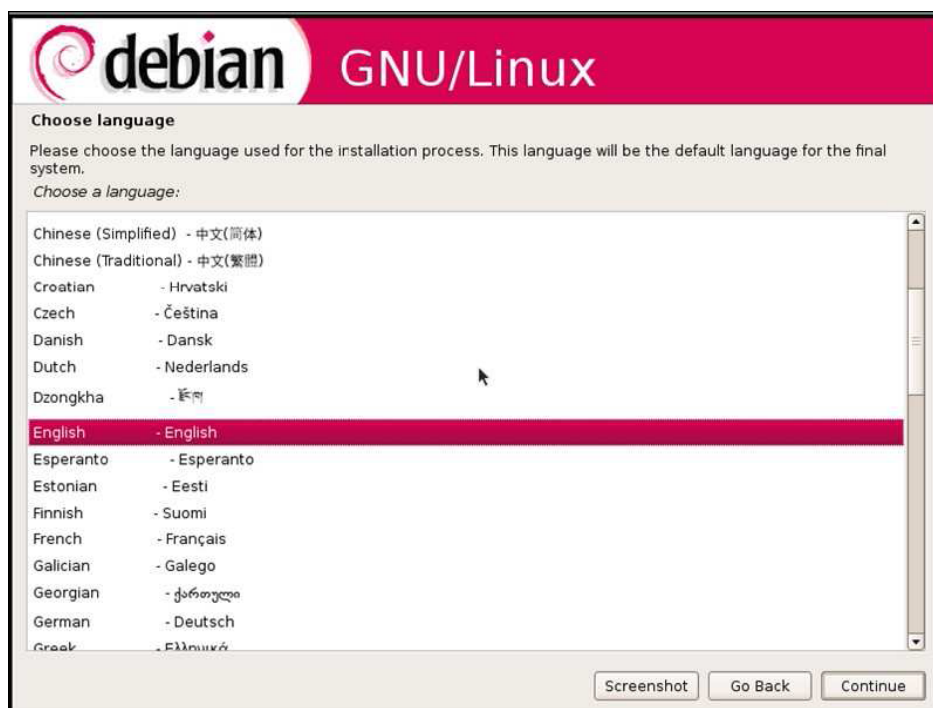 debian GNU/Linux
Choose language
Please choose the language used for the installation process. This language will be the default language for the final
system.
Choose a language:
Chinese (Simplified) - 中文(简体)
Chinese (Traditional) - 中文(繁體)
Croatian - Hrvatski
Czech - Čeština
Danish - Dansk
Dutch - Nederlands
Dzongkha - རྫོང་ཁ།
English - English
Esperanto - Esperanto
Estonian - Eesti
Finnish - Suomi
French - Français
Galician - Galego
Georgian - ქართული
German - Deutsch
Greek - Ελληνικά
Screenshot Go Back Continue